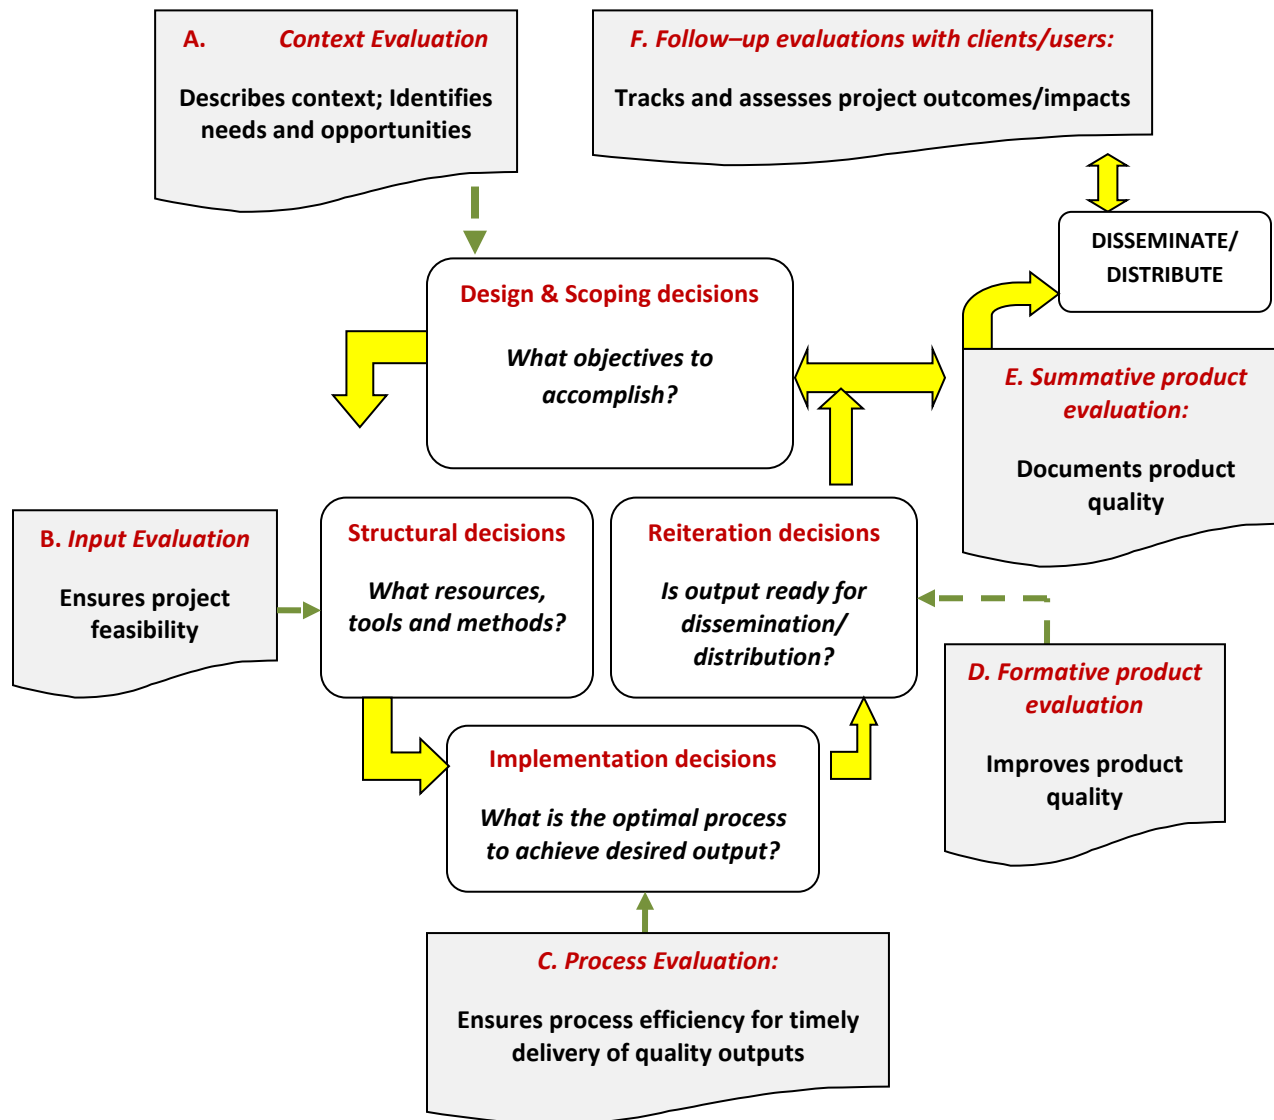 A. Context Evaluation
Describes context; Identifies
needs and opportunities
F. Follow–up evaluations with clients/users:
Tracks and assesses project outcomes/impacts
DISSEMINATE/
DISTRIBUTE
Design & Scoping decisions
What objectives to
accomplish?
E. Summative product
evaluation:
Documents product
quality
B. Input Evaluation
Ensures project
feasibility
Structural decisions
What resources,
tools and methods?
Reiteration decisions
Is output ready for
dissemination/
distribution?
D. Formative product
evaluation
Improves product
quality
Implementation decisions
What is the optimal process
to achieve desired output?
C. Process Evaluation:
Ensures process efficiency for timely
delivery of quality outputs